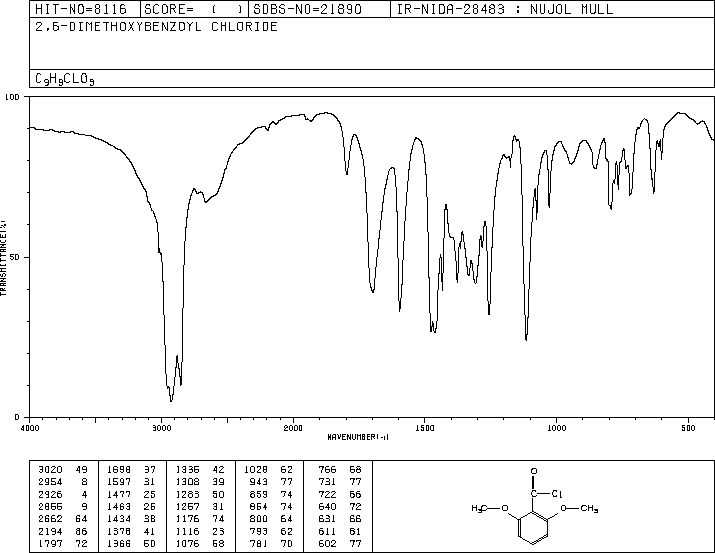 HIT-NO=8116 SCORE= ( ) SDBS-NO=21890 IR-NIDA-28483 : NUJOL MULL
2,6-DIMETHOXYBENZOYL CHLORIDE
C9H9CLO3
100
50
0
TRANSMITTANCE(%)
4000 3000 2000 1500 1000 500
WAVENUMBER(-1)
3020 49 1698 37 1336 42 1028 62 766 68
2954 8 1597 31 1308 39 943 77 731 77
2926 4 1477 25 1283 50 859 74 722 66
2855 9 1463 26 1257 31 854 74 640 72
2662 64 1434 38 1176 74 800 64 631 66
2194 86 1378 41 1116 23 793 62 611 81
1797 72 1366 50 1076 58 781 70 602 77
O
C—Cl
H3C O O—CH3